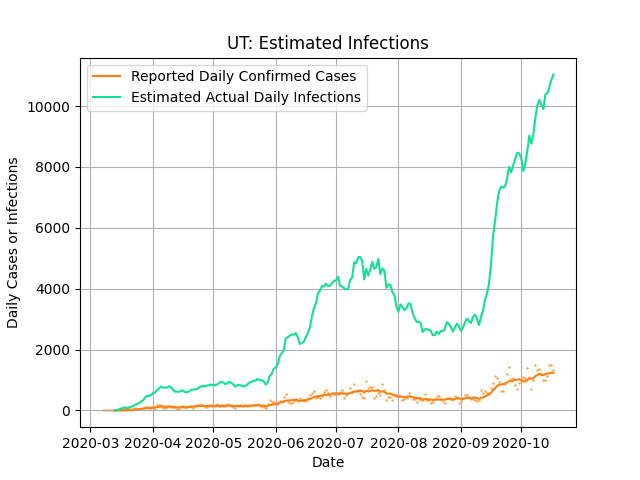 UT: Estimated Infections
Reported Daily Confirmed Cases
Estimated Actual Daily Infections
Daily Cases or Infections
10000
8000
6000
4000
2000
0
2020-03 2020-04 2020-05 2020-06 2020-07 2020-08 2020-09 2020-10
Date